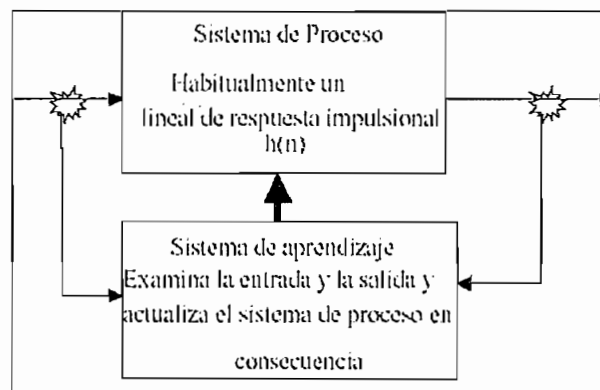 Sistema de Proceso
Habitualmente un
lineal de respuesta impulsional
h(n)
Sistema de aprendizaje
Examina la entrada y la salida y
actualiza el sistema de proceso en
consecuencia